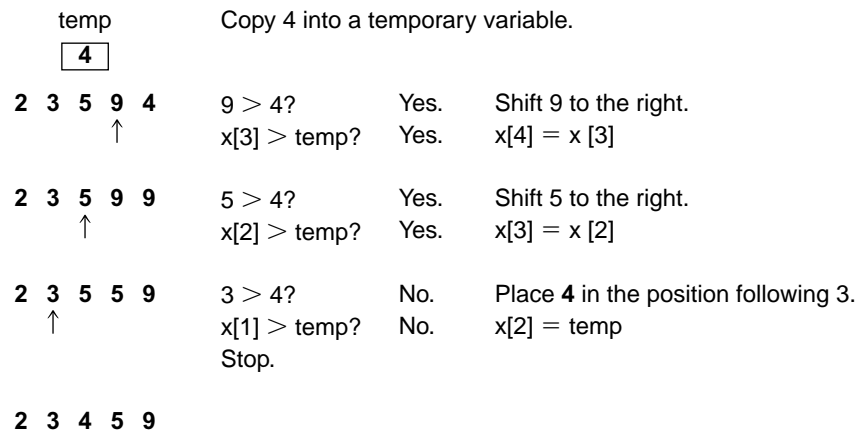 temp Copy 4 into a temporary variable.
4
2 3 5 9 4 9 > 4? Yes. Shift 9 to the right.
↑ x[3] > temp? Yes. x[4] = x [3]
2 3 5 9 9 5 > 4? Yes. Shift 5 to the right.
↑ x[2] > temp? Yes. x[3] = x [2]
2 3 5 5 9 3 > 4? No. Place 4 in the position following 3.
↑ x[1] > temp? No. x[2] = temp
Stop.
2 3 4 5 9